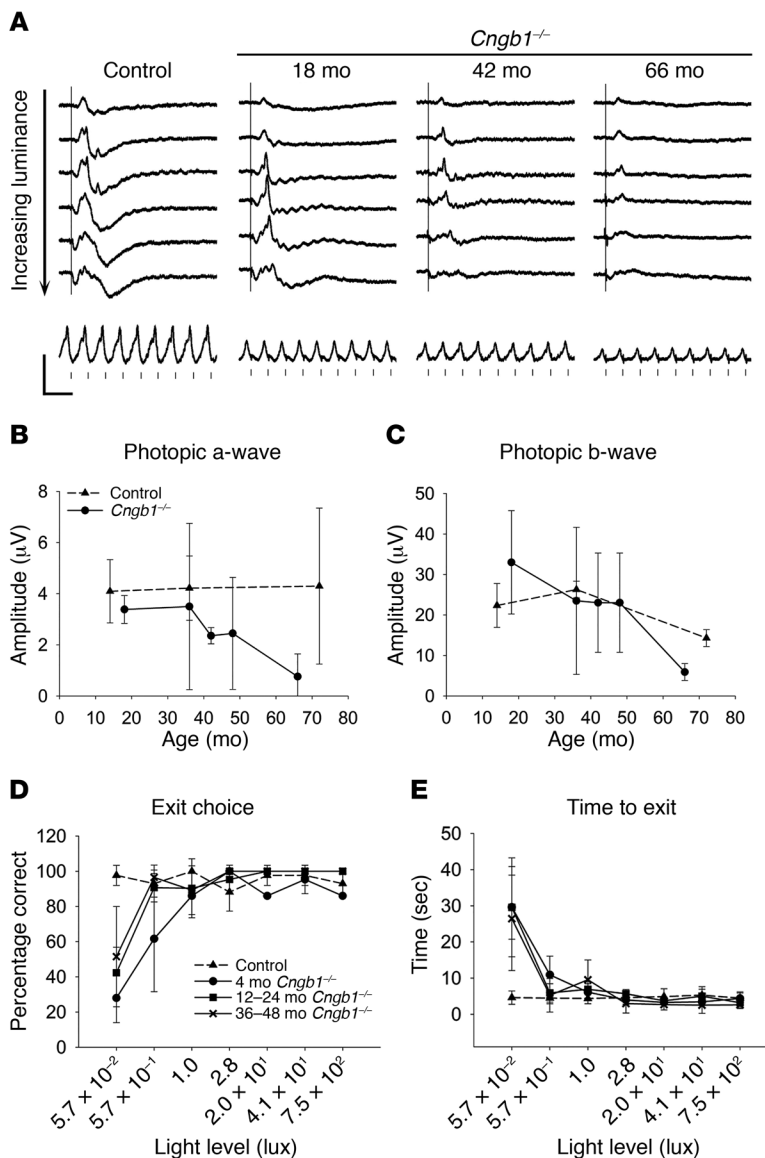 A
Cngb1–/–
Control
18 mo
42 mo
66 mo
Increasing luminance
B
Photopic a-wave
Control
Cngb1–/–
Amplitude (μV)
8
6
4
2
0
0 10 20 30 40 50 60 70 80
Age (mo)
C
Photopic b-wave
Amplitude (μV)
50
40
30
20
10
0
0 10 20 30 40 50 60 70 80
Age (mo)
D
Exit choice
Percentage correct
120
100
80
60
40
20
0
Control
4 mo Cngb1–/–
12–24 mo Cngb1–/–
36–48 mo Cngb1–/–
5.7 × 10⁻² 5.7 × 10⁻¹ 1.0 2.8 2.0 × 10¹ 4.1 × 10¹ 7.5 × 10²
Light level (lux)
E
Time to exit
Time (sec)
50
40
30
20
10
0
5.7 × 10⁻² 5.7 × 10⁻¹ 1.0 2.8 2.0 × 10¹ 4.1 × 10¹ 7.5 × 10²
Light level (lux)